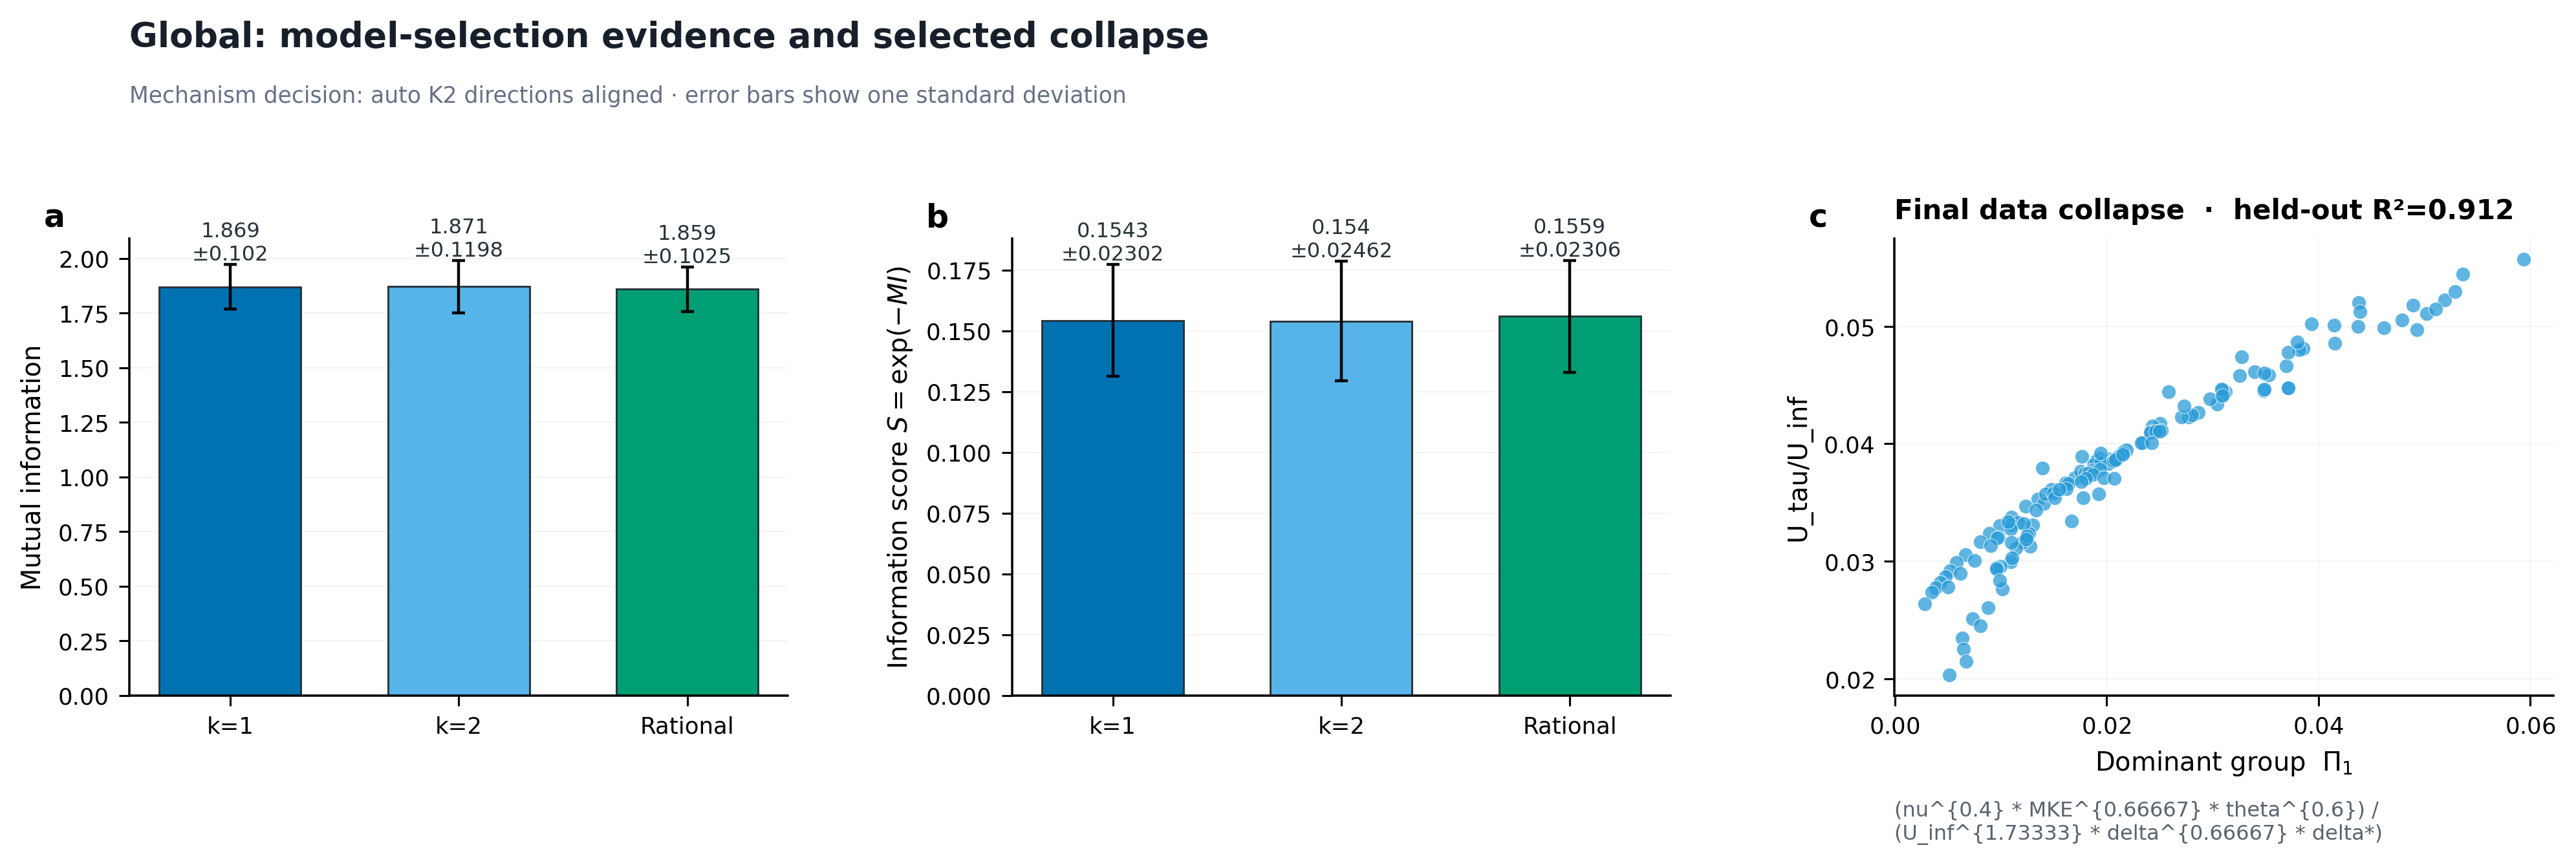 Global: model-selection evidence and selected collapse
Mechanism decision: auto K2 directions aligned · error bars show one standard deviation
a
1.869
±0.102
1.871
±0.1198
1.859
±0.1025
Mutual information
2.00
1.75
1.50
1.25
1.00
0.75
0.50
0.25
0.00
k=1
k=2
Rational
b
0.1543
±0.02302
0.154
±0.02462
0.1559
±0.02306
Information score S = exp(−MI)
0.175
0.150
0.125
0.100
0.075
0.050
0.025
0.000
k=1
k=2
Rational
c
Final data collapse · held-out R²=0.912
U_tau/U_inf
0.05
0.04
0.03
0.02
0.00
0.02
0.04
0.06
Dominant group Π₁
(nu^{0.4} * MKE^{0.66667} * theta^{0.6}) /
(U_inf^{1.73333} * delta^{0.66667} * delta*)